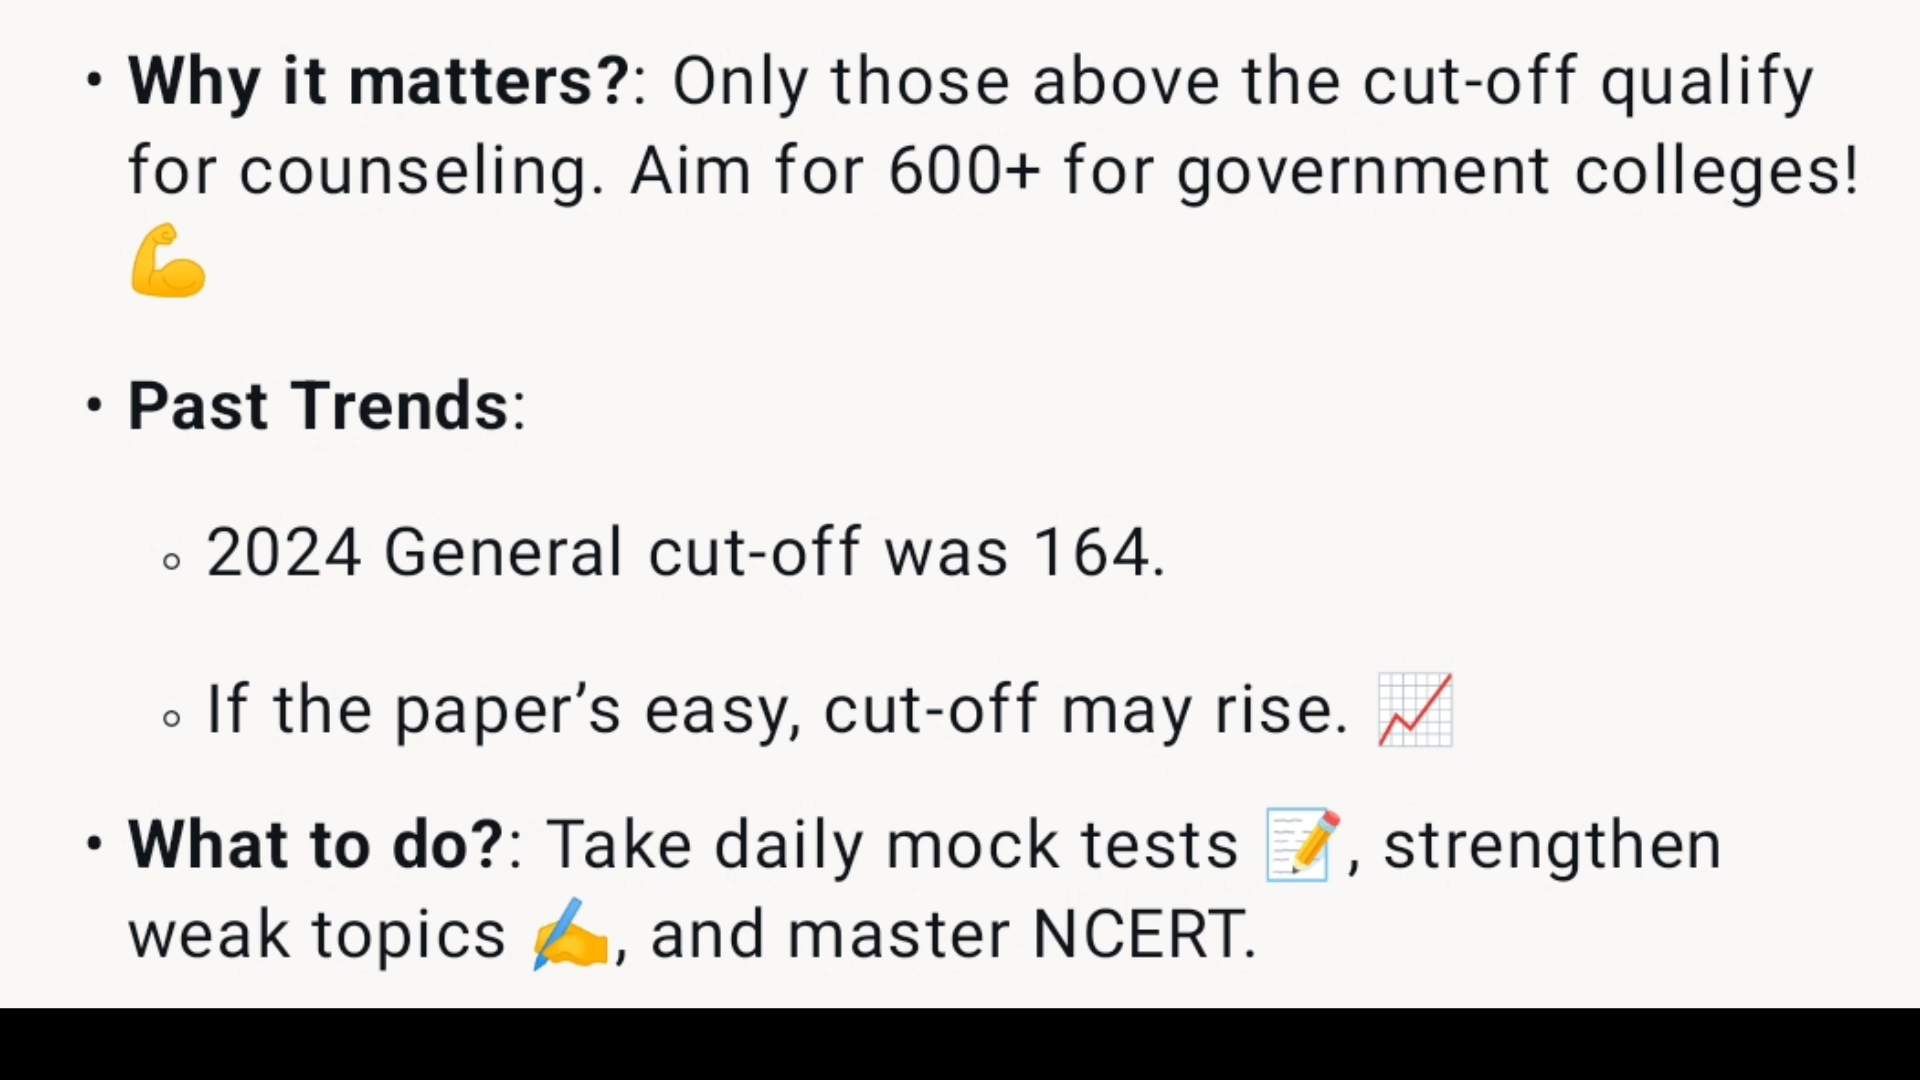 • Why it matters?: Only those above the cut-off qualify
for counseling. Aim for 600+ for government colleges!
💪
• Past Trends:
◦ 2024 General cut-off was 164.
◦ If the paper’s easy, cut-off may rise. 📈
• What to do?: Take daily mock tests 📝, strengthen
weak topics ✍️, and master NCERT.